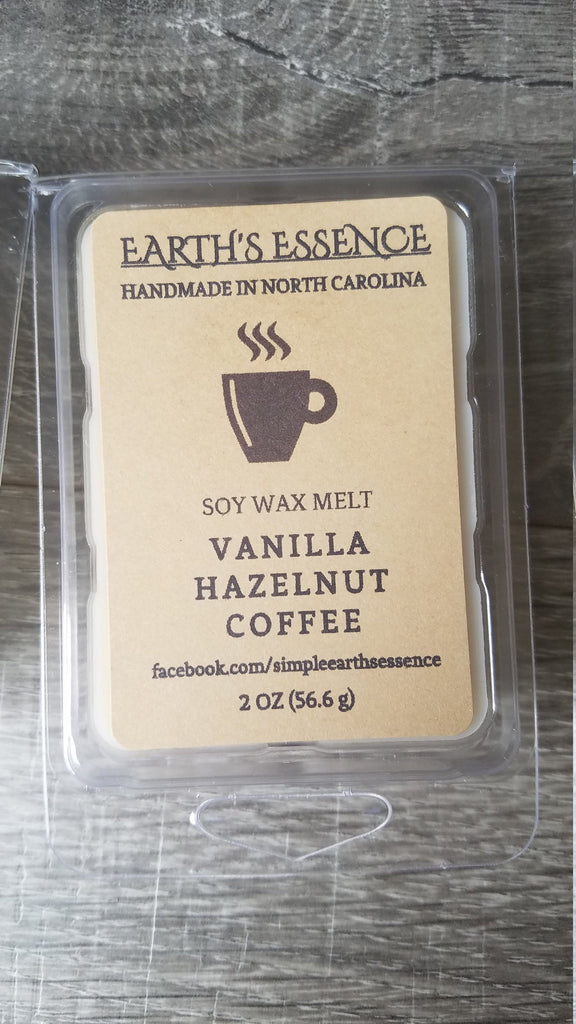 EARTH'S ESSENCE
HANDMADE IN NORTH CAROLINA
SOY WAX MELT
VANILLA
HAZELNUT
COFFEE
facebook.com/simpleearthsessence
2 OZ (56.6 g)